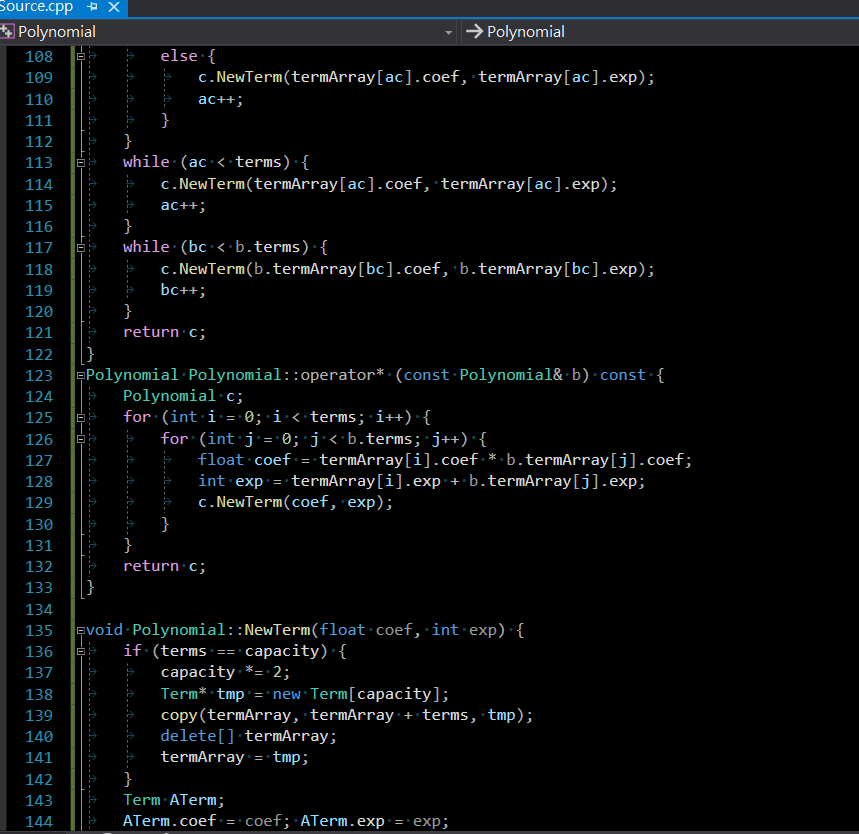 Source.cpp
Polynomial Polynomial
108 else {
109 c.NewTerm(termArray[ac].coef, termArray[ac].exp);
110 ac++;
111 }
112 }
113 while (ac < terms) {
114 c.NewTerm(termArray[ac].coef, termArray[ac].exp);
115 ac++;
116 }
117 while (bc < b.terms) {
118 c.NewTerm(b.termArray[bc].coef, b.termArray[bc].exp);
119 bc++;
120 }
121 return c;
122 }
123 Polynomial Polynomial::operator* (const Polynomial& b) const {
124 Polynomial c;
125 for (int i = 0; i < terms; i++) {
126 for (int j = 0; j < b.terms; j++) {
127 float coef = termArray[i].coef * b.termArray[j].coef;
128 int exp = termArray[i].exp + b.termArray[j].exp;
129 c.NewTerm(coef, exp);
130 }
131 }
132 return c;
133 }
134
135 void Polynomial::NewTerm(float coef, int exp) {
136 if (terms == capacity) {
137 capacity *= 2;
138 Term* tmp = new Term[capacity];
139 copy(termArray, termArray + terms, tmp);
140 delete[] termArray;
141 termArray = tmp;
142 }
143 Term ATerm;
144 ATerm.coef = coef; ATerm.exp = exp;